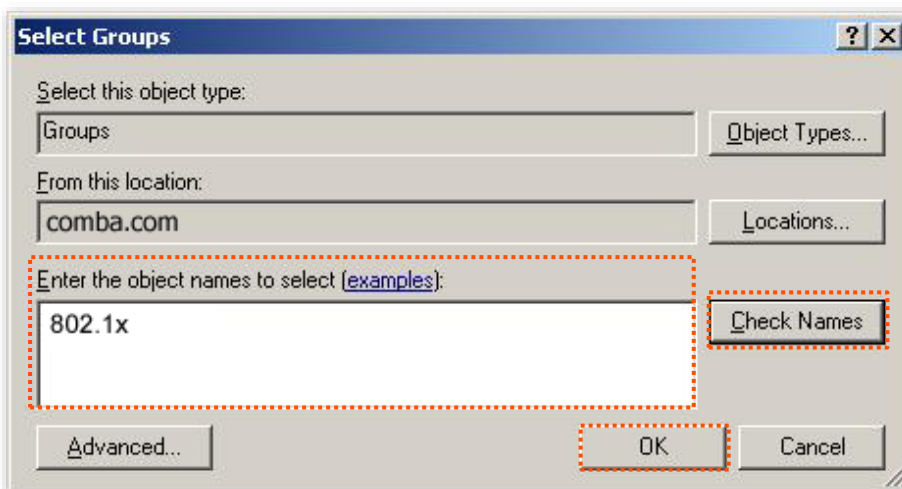 Select Groups
Select this object type:
Groups
Object Types...
From this location:
comba.com
Locations...
Enter the object names to select (examples):
802.1x
Check Names
Advanced...
OK
Cancel